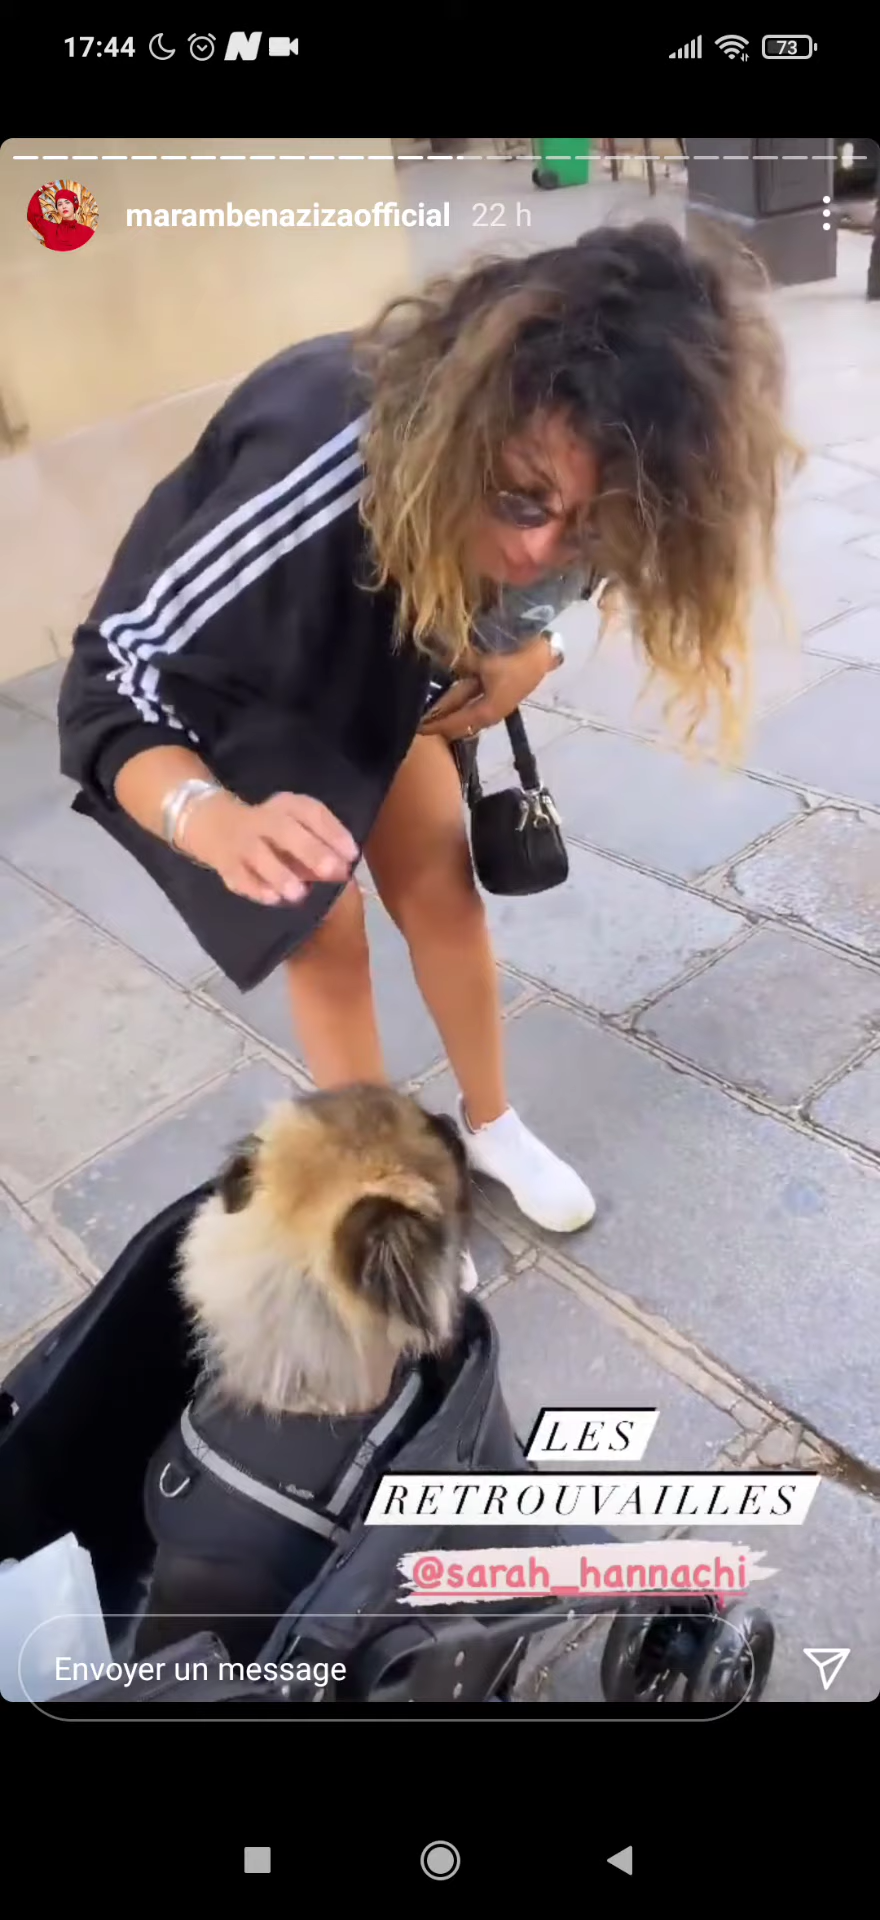 17:44 73
marambenazizaofficial 22 h
LES
RETROUVAILLES
@sarah_hannachi
Envoyer un message